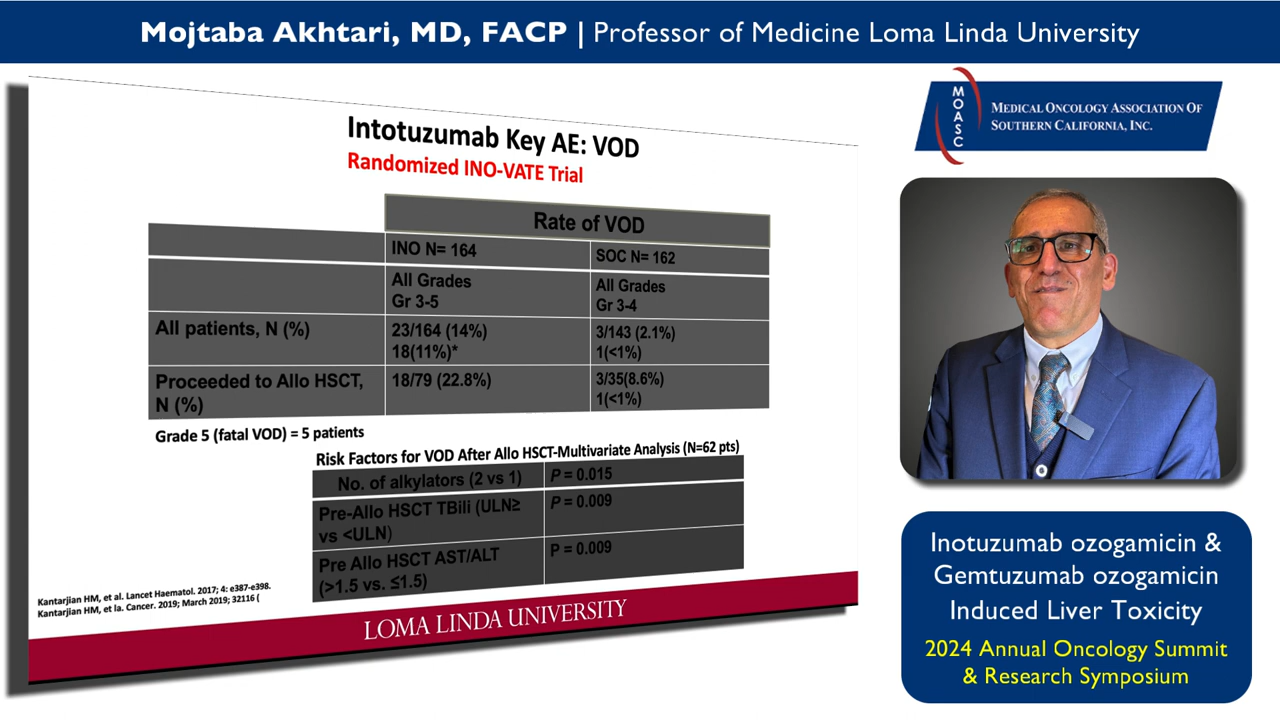 Mojtaba Akhtari, MD, FACP | Professor of Medicine Loma Linda University
Intotuzumab Key AE: VOD
Randomized INO-VATE Trial
Rate of VOD
INO N= 164
SOC N= 162
All Grades
Gr 3-5
All Grades
Gr 3-4
All patients, N (%)
23/164 (14%)
18(11%)*
3/143 (2.1%)
1(<1%)
Proceeded to Allo HSCT,
N (%)
18/79 (22.8%)
3/35(8.6%)
1(<1%)
Grade 5 (fatal VOD) = 5 patients
Risk Factors for VOD After Allo HSCT-Multivariate Analysis (N=62 pts)
No. of alkylators (2 vs 1)
P = 0.015
Pre-Allo HSCT TBili (ULN≥
vs <ULN)
P = 0.009
Pre Allo HSCT AST/ALT
(>1.5 vs. ≤1.5)
P = 0.009
Kantarjian HM, et al. Lancet Haematol. 2017; 4: e387-e398.
Kantarjian HM, et la. Cancer. 2019; March 2019; 32116 (
LOMA LINDA UNIVERSITY
MOASC
MEDICAL ONCOLOGY ASSOCIATION OF
SOUTHERN CALIFORNIA, INC.
Inotuzumab ozogamicin &
Gemtuzumab ozogamicin
Induced Liver Toxicity
2024 Annual Oncology Summit
& Research Symposium